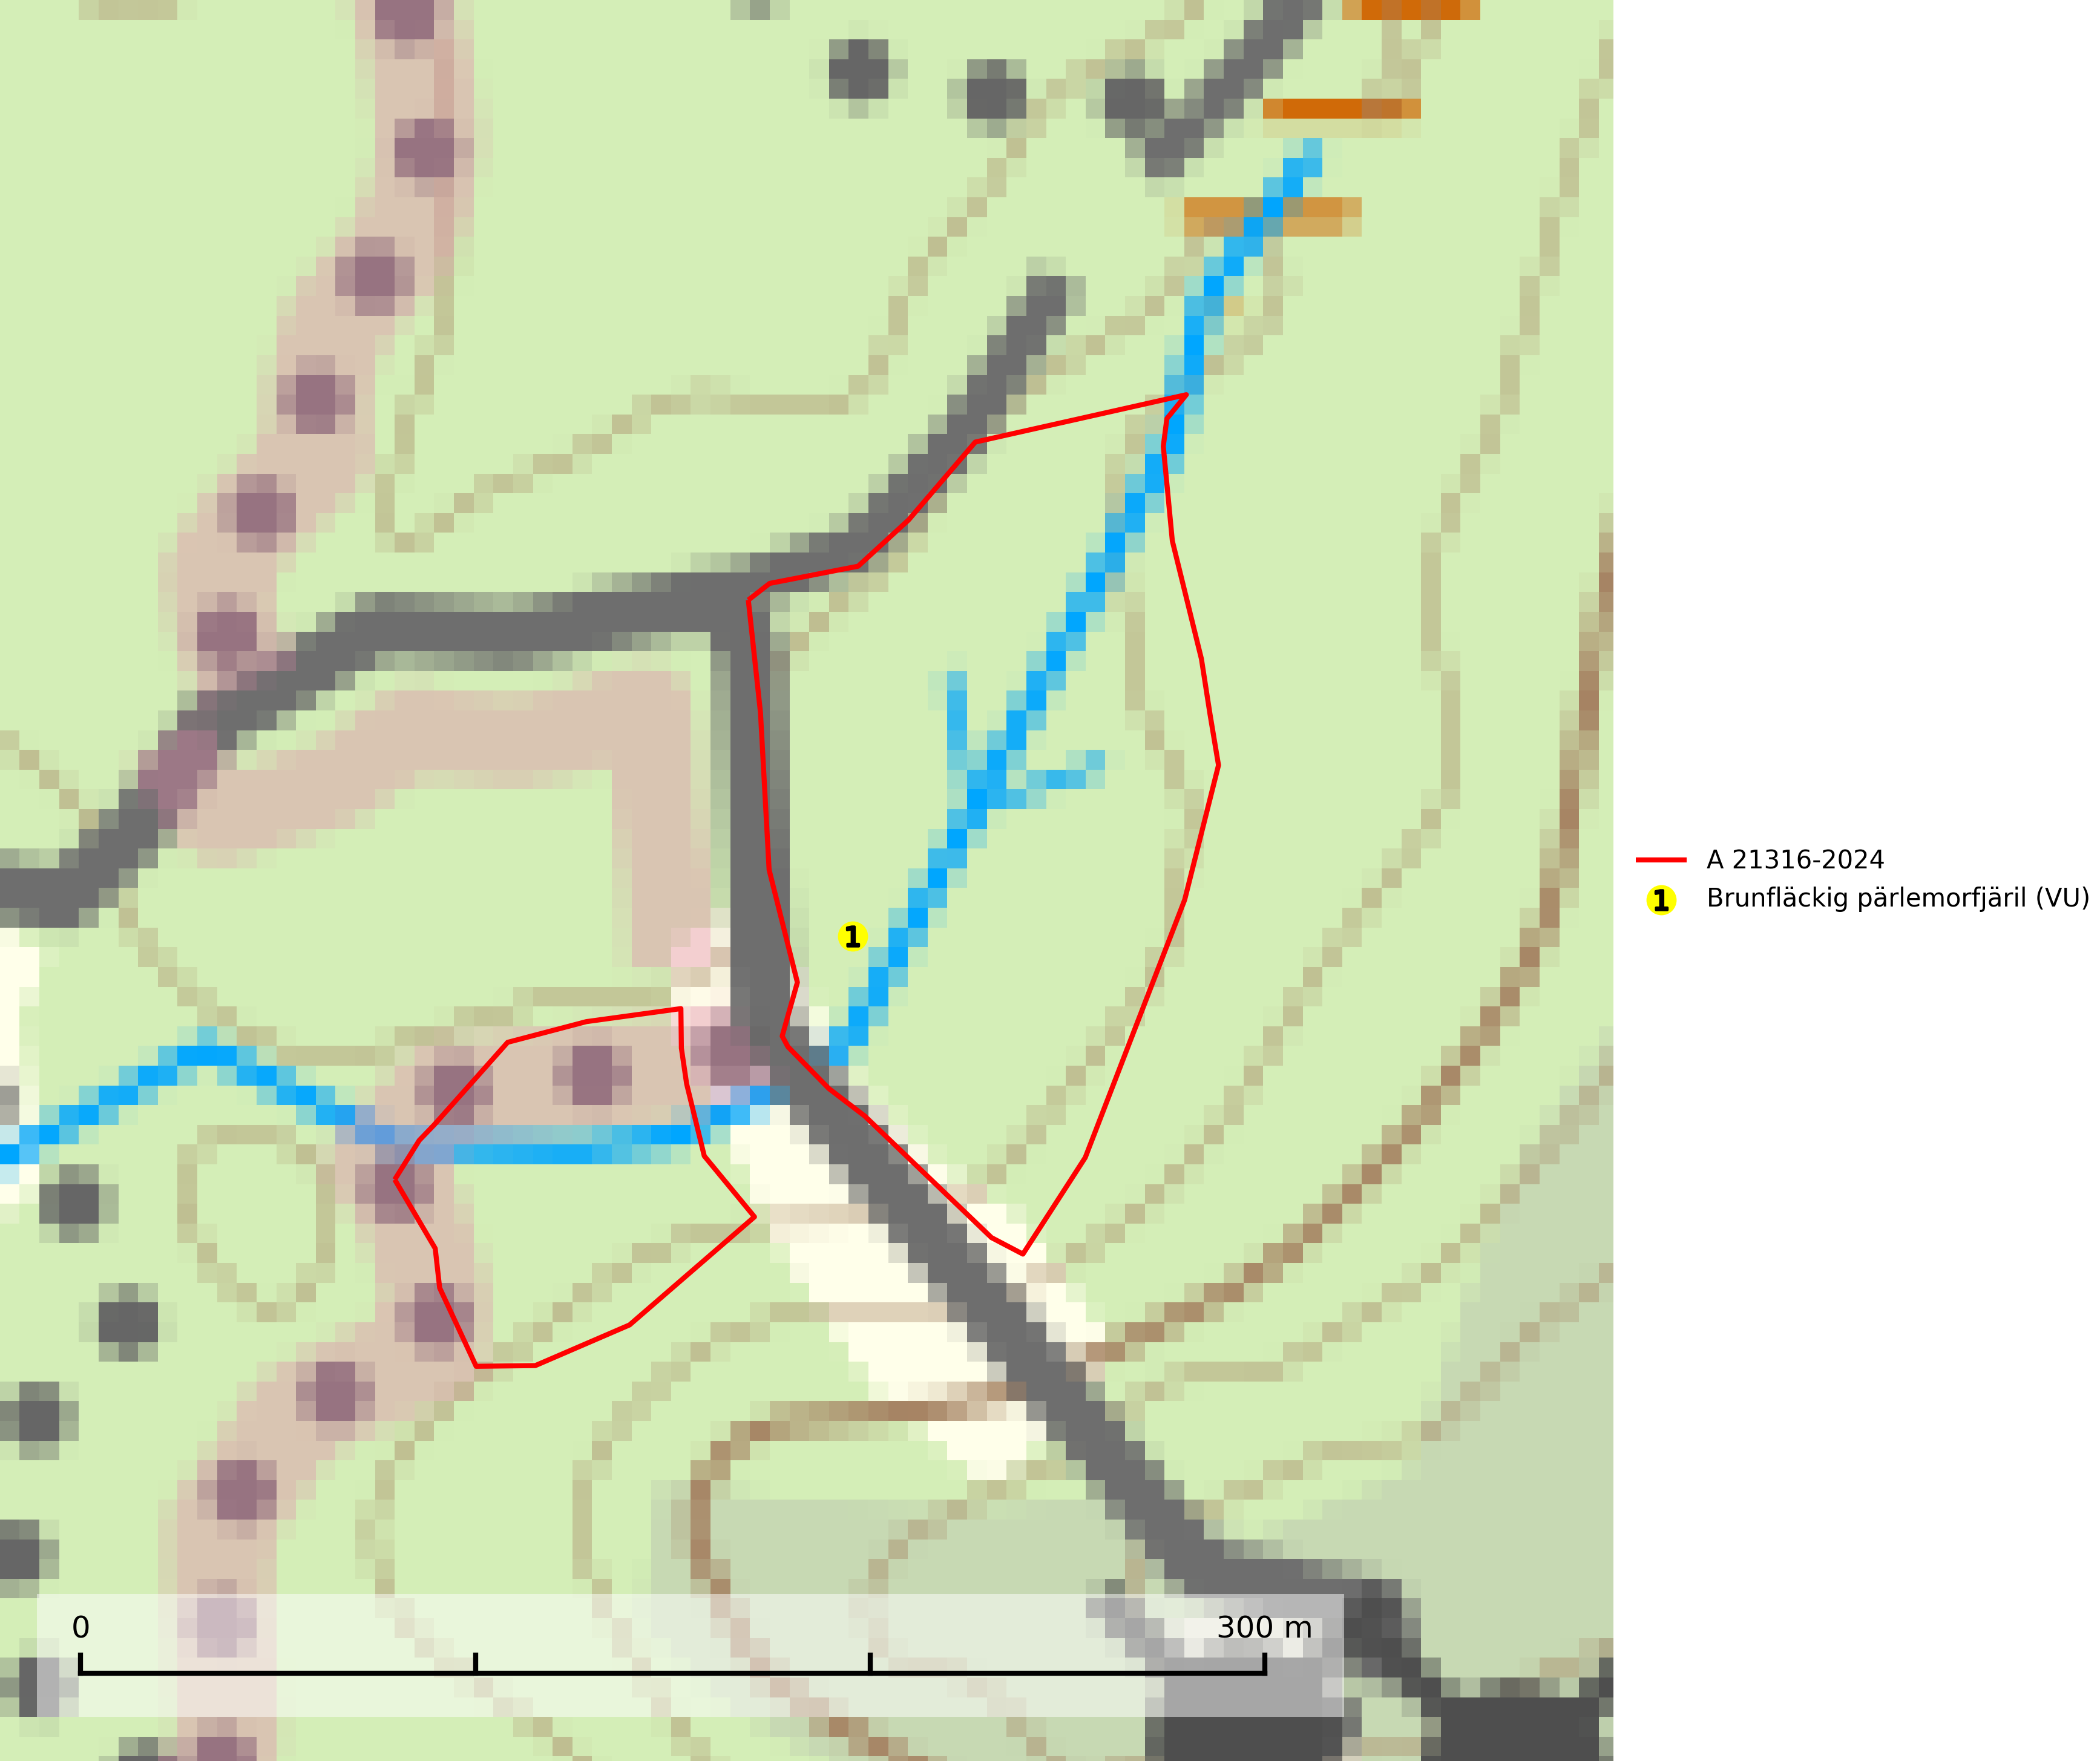 A 21316-2024
1 Brunfläckig pärlemorfjäril (VU)
1
0 300 m